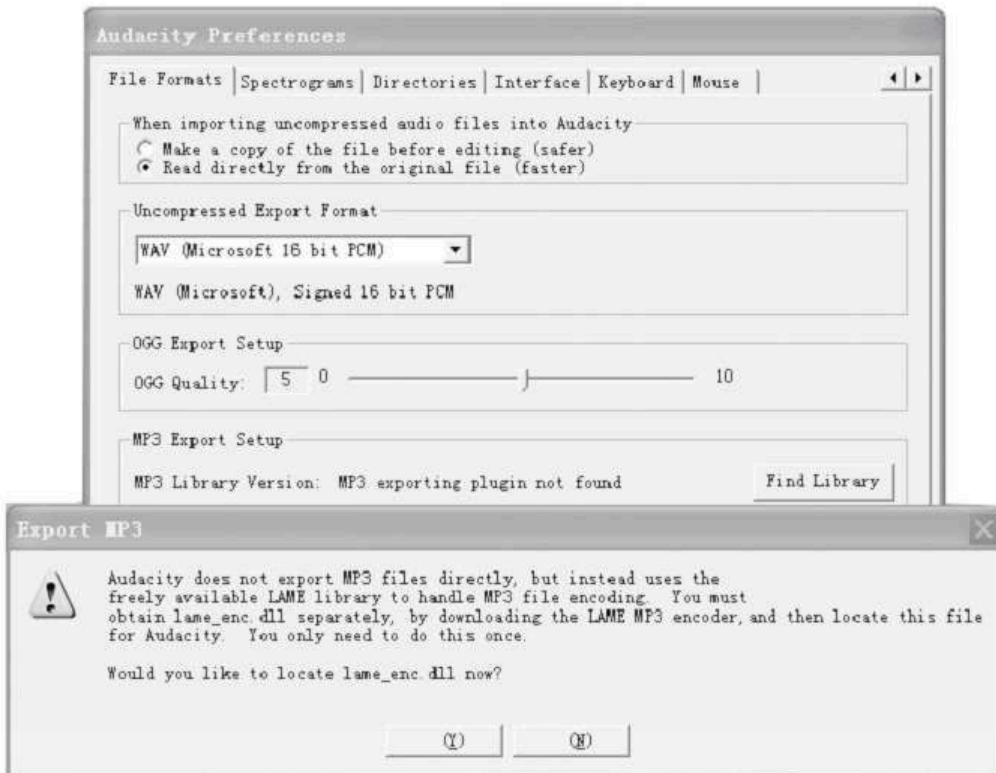 Audacity Preferences
File Formats Spectrograms Directories Interface Keyboard Mouse
When importing uncompressed audio files into Audacity
Make a copy of the file before editing (safer)
Read directly from the original file (faster)
Uncompressed Export Format
WAV (Microsoft 16 bit PCM)
WAV (Microsoft), Signed 16 bit PCM
OGG Export Setup
OGG Quality: 5 0 10
MP3 Export Setup
MP3 Library Version: MP3 exporting plugin not found Find Library
Export MP3
Audacity does not export MP3 files directly, but instead uses the
freely available LAME library to handle MP3 file encoding. You must
obtain lame_enc.dll separately, by downloading the LAME MP3 encoder, and then locate this file
for Audacity. You only need to do this once.
Would you like to locate lame_enc.dll now?
(Y) (N)